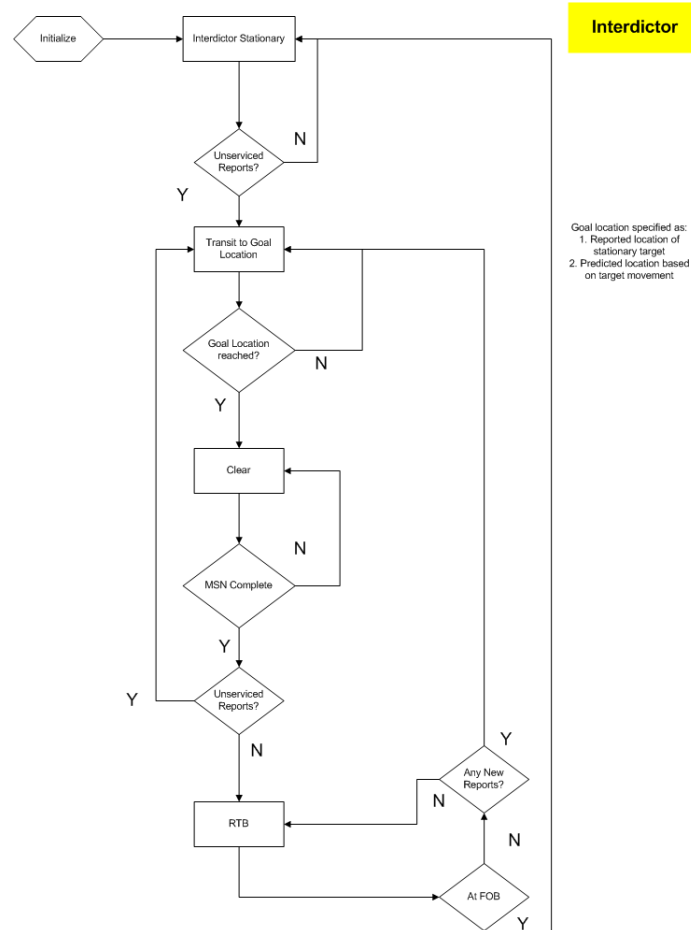 Interdictor
Initialize
Interdictor Stationary
N
Unserviced
Reports?
Y
Transit to Goal
Location
Goal location specified as:
1. Reported location of
stationary target
2. Predicted location based
on target movement
Goal Location
reached?
N
Y
Clear
N
MSN Complete
Y
Unserviced
Reports?
Y
N
Y
Any New
Reports?
N
RTB
N
At FOB
Y